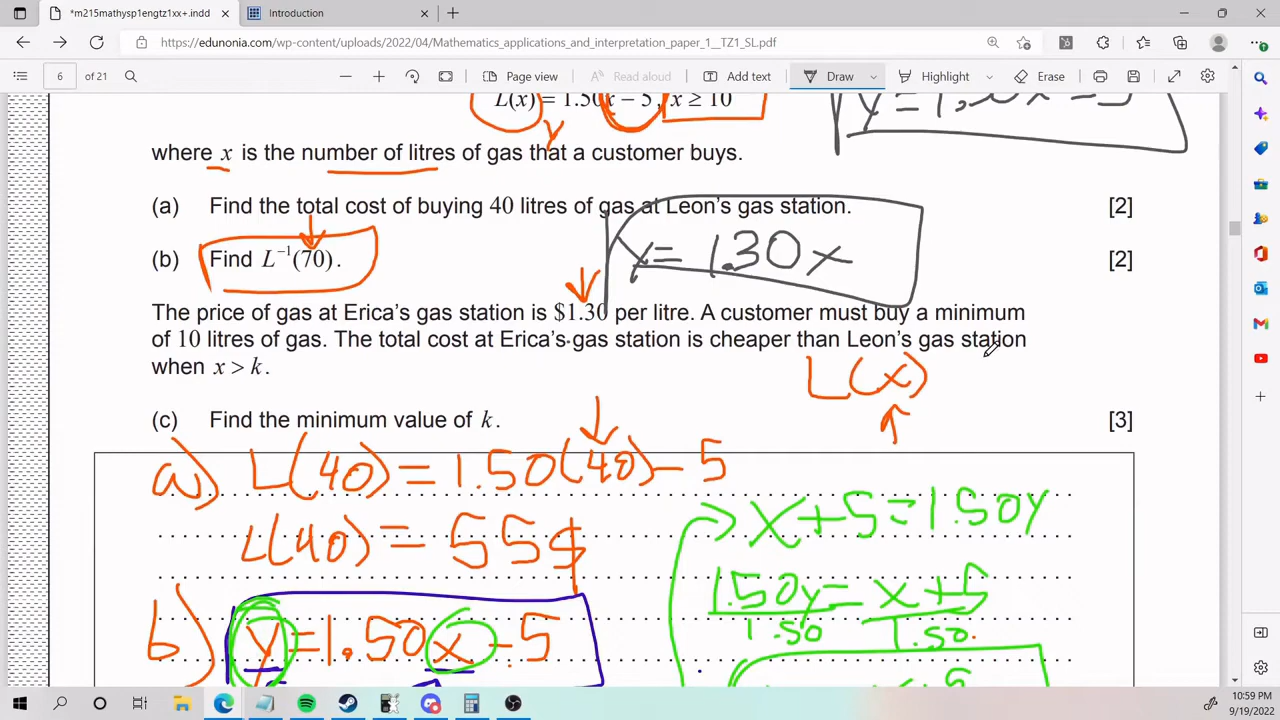 *m215mathysp1engtz1xx+.indd
Introduction
https://edunonia.com/wp-content/uploads/2022/04/Mathematics_applications_and_interpretation_paper_1__TZ1_SL.pdf
6 of 21
Page view
Read aloud
Add text
Draw
Highlight
Erase
L(x) = 1.50x − 5, x ≥ 10
y
where x is the number of litres of gas that a customer buys.
(a) Find the total cost of buying 40 litres of gas at Leon's gas station. [2]
y = 1.30x
(b) Find L⁻¹(70). [2]
The price of gas at Erica's gas station is $1.30 per litre. A customer must buy a minimum
of 10 litres of gas. The total cost at Erica's gas station is cheaper than Leon's gas station
when x > k.
L(x)
(c) Find the minimum value of k. [3]
a) L(40) = 1.50(40) − 5
L(40) = 55$
b) y = 1.50x − 5
x + 5 = 1.50y
1.50y = x + 5
1.50 1.50
10:59 PM
9/19/2022